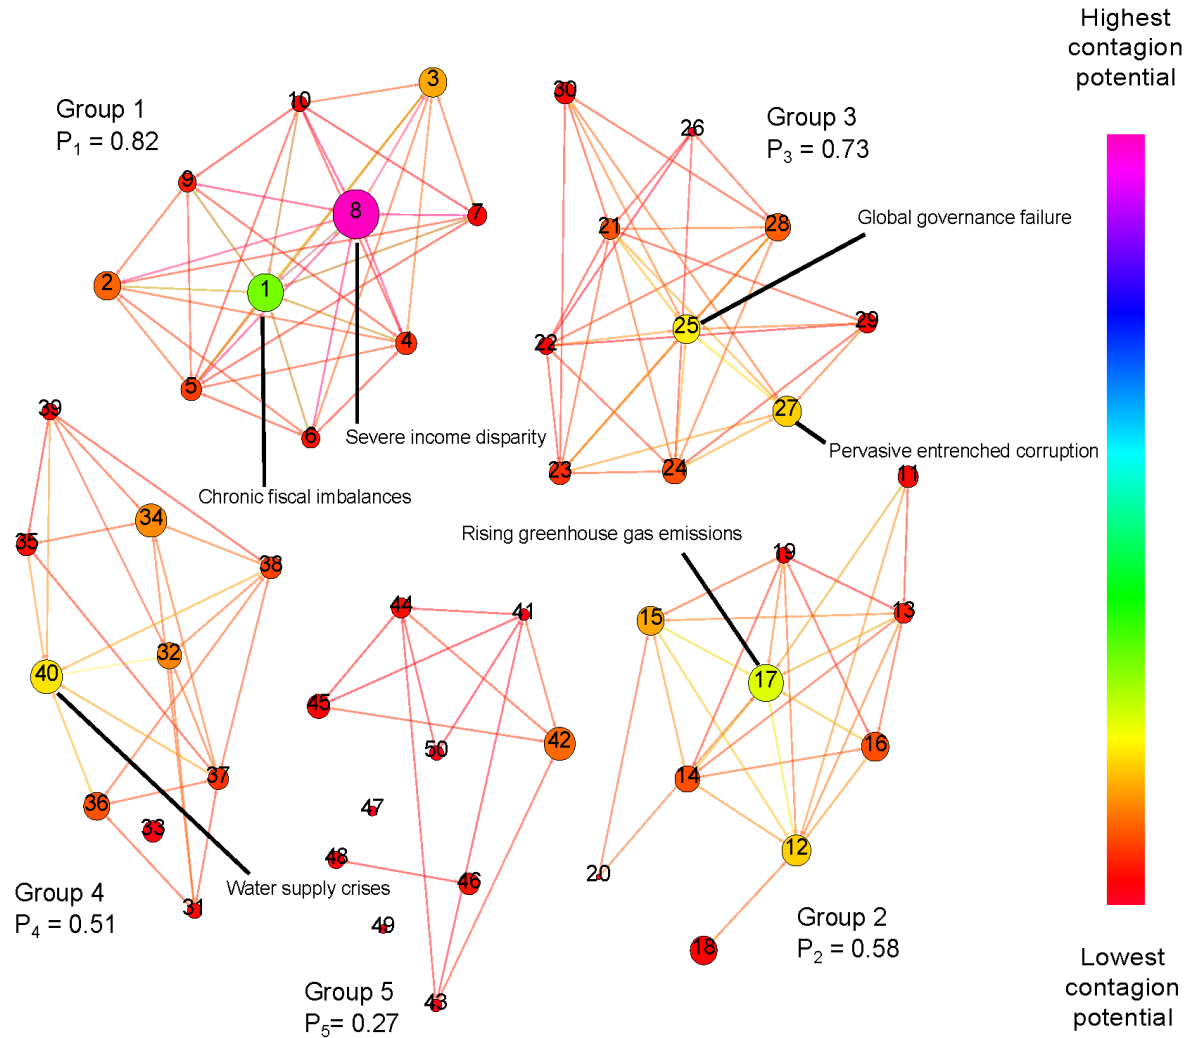 Highest
contagion
potential
Group 1
P₁ = 0.82
3
10
9
8
7
2
1
4
5
6
Severe income disparity
Chronic fiscal imbalances
Group 3
P₃ = 0.73
30
26
21
28
Global governance failure
25
29
22
27
23
24
Pervasive entrenched corruption
39
34
35
38
32
40
37
36
33
31
Water supply crises
Group 4
P₄ = 0.51
44
41
45
50
42
47
48
46
49
43
Group 5
P₅= 0.27
Rising greenhouse gas emissions
11
19
13
15
17
16
14
12
20
18
Group 2
P₂ = 0.58
Lowest
contagion
potential